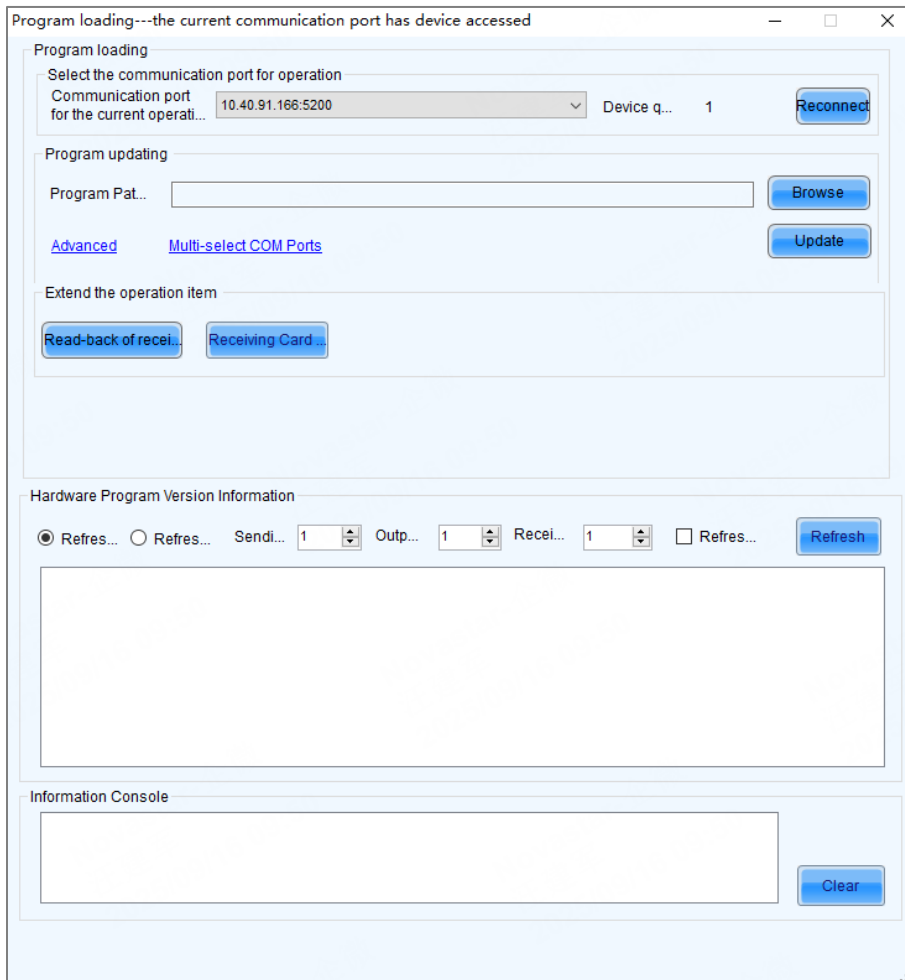 Program loading---the current communication port has device accessed
Program loading
Select the communication port for operation
Communication port
for the current operati...
10.40.91.166:5200
Device q...
1
Reconnect
Program updating
Program Pat...
Browse
Advanced
Multi-select COM Ports
Update
Extend the operation item
Read-back of recei...
Receiving Card ...
Hardware Program Version Information
Refres...
Refres...
Sendi...
1
Outp...
1
Recei...
1
Refres...
Refresh
Information Console
Clear